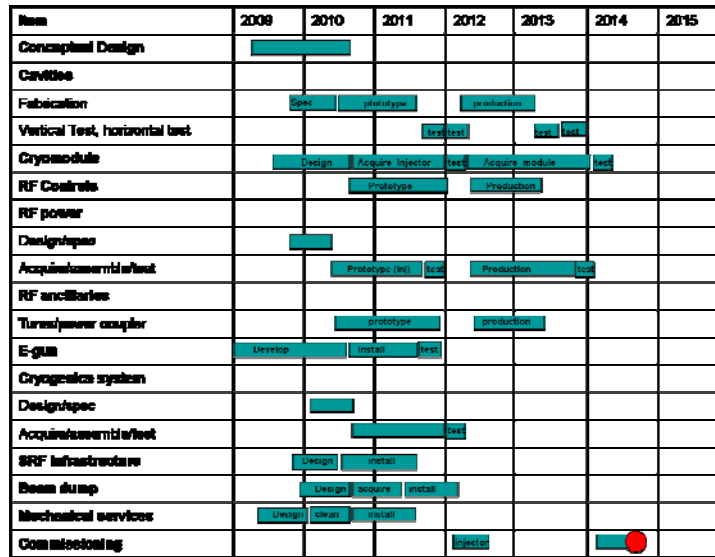 Item 2009 2010 2011 2012 2013 2014 2015
Conceptual Design
Cavities
Fabrication Spec prototype production
Vertical Test, horizontal test test test test test
Cryomodule Design Acquire Injector test Acquire module test
RF Controls Prototype Production
RF power
Design/spec
Acquire/assemble/test Prototype (inj) test Production test
RF ancillaries
Tuner/power coupler prototype production
E-gun Develop install test
Cryogenics system
Design/spec
Acquire/assemble/test test
SRF infrastructure Design install
Beam dump Design acquire install
Mechanical services Design clean install
Commissioning injector